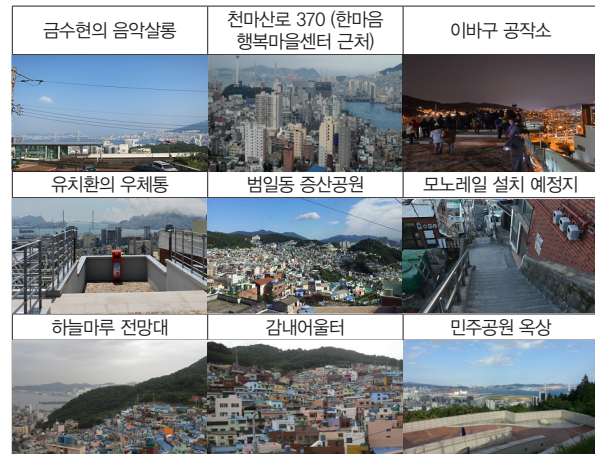 금수현의 음악살롱
천마산로 370 (한마음
행복마을센터 근처)
이바구 공작소
유치환의 우체통
범일동 증산공원
모노레일 설치 예정지
하늘마루 전망대
감내어울터
민주공원 옥상